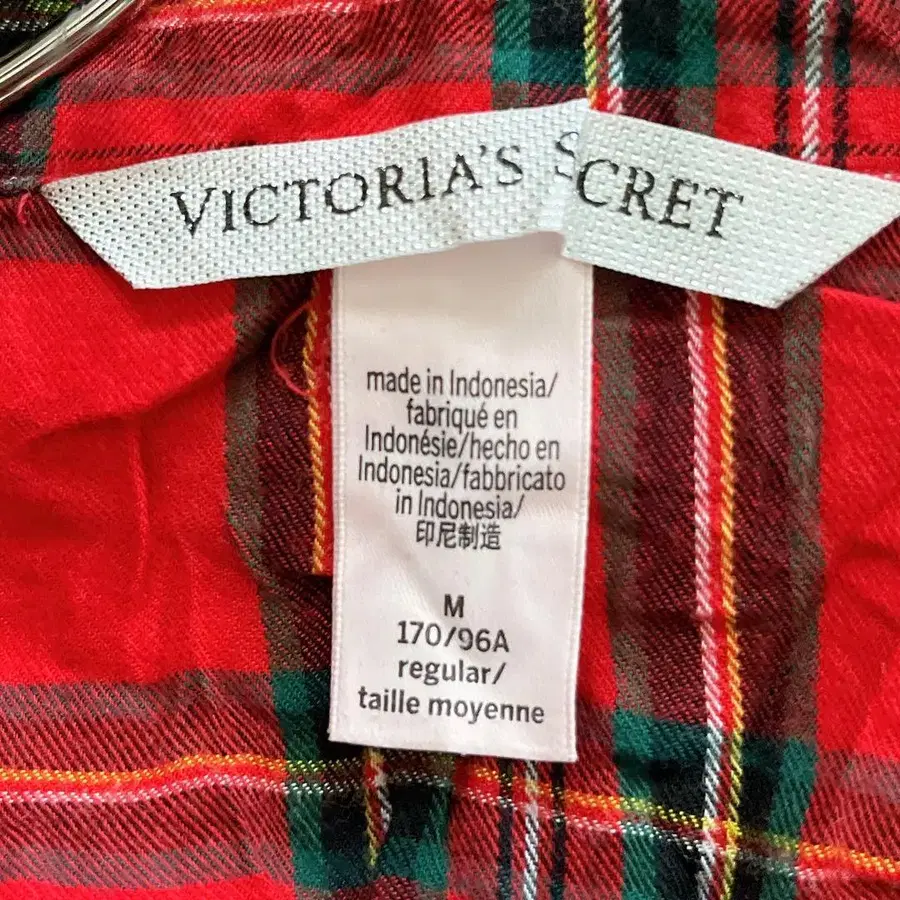 VICTORIA'S S CRET
made in Indonesia/
fabriqué en
Indonésie/hecho en
Indonesia/fabbricato
in Indonesia/
印尼制造
M
170/96A
regular/
taille moyenne